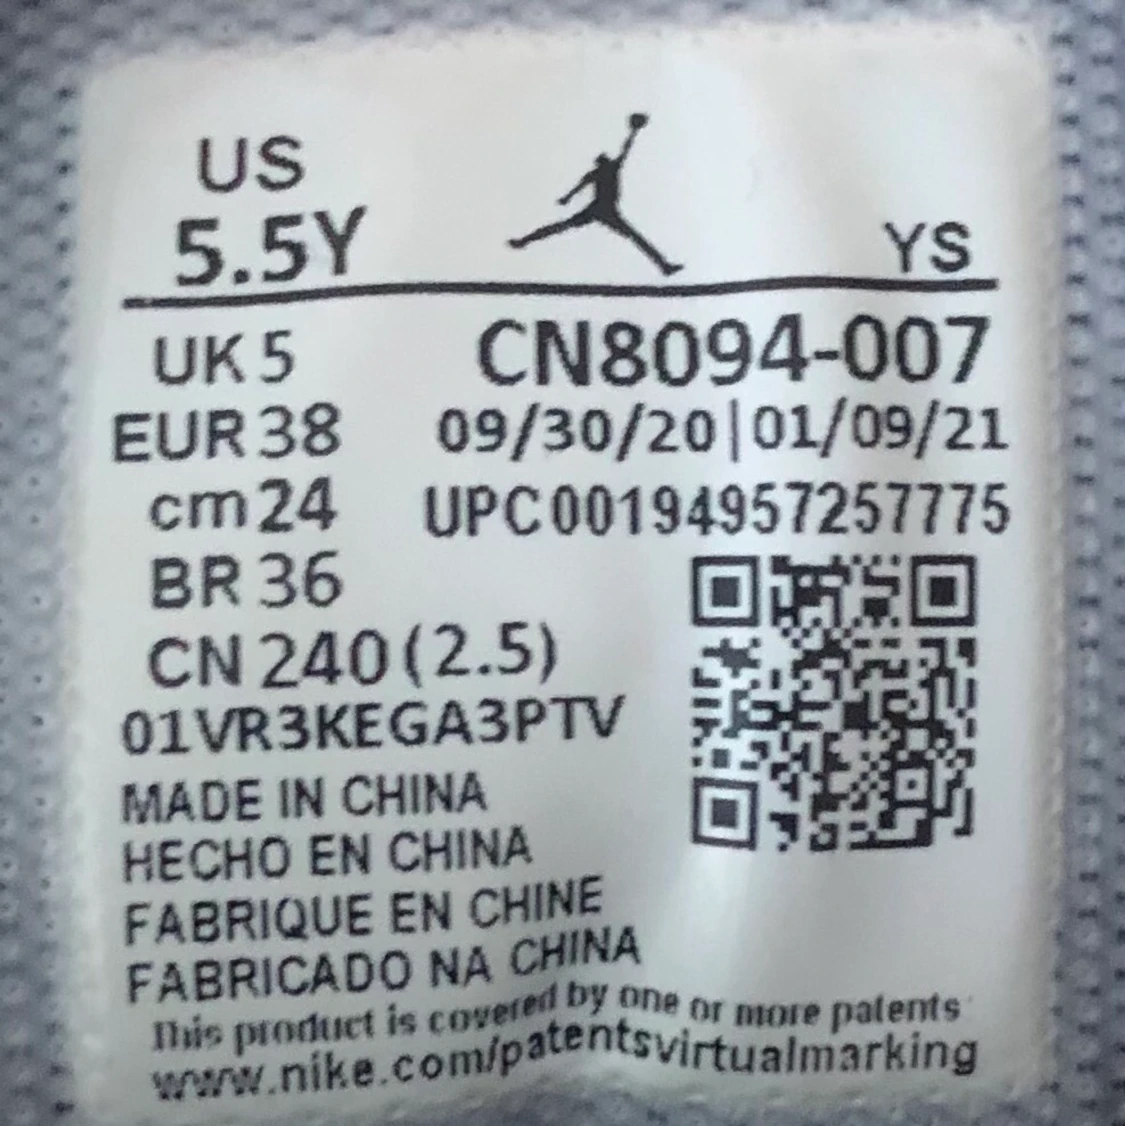 US
5.5Y
YS
UK 5
CN8094-007
EUR 38
09/30/20|01/09/21
cm 24
UPC 00194957257775
BR 36
CN 240 (2.5)
01VR3KEGA3PTV
MADE IN CHINA
HECHO EN CHINA
FABRIQUE EN CHINE
FABRICADO NA CHINA
This product is covered by one or more patents
www.nike.com/patentsvirtualmarking